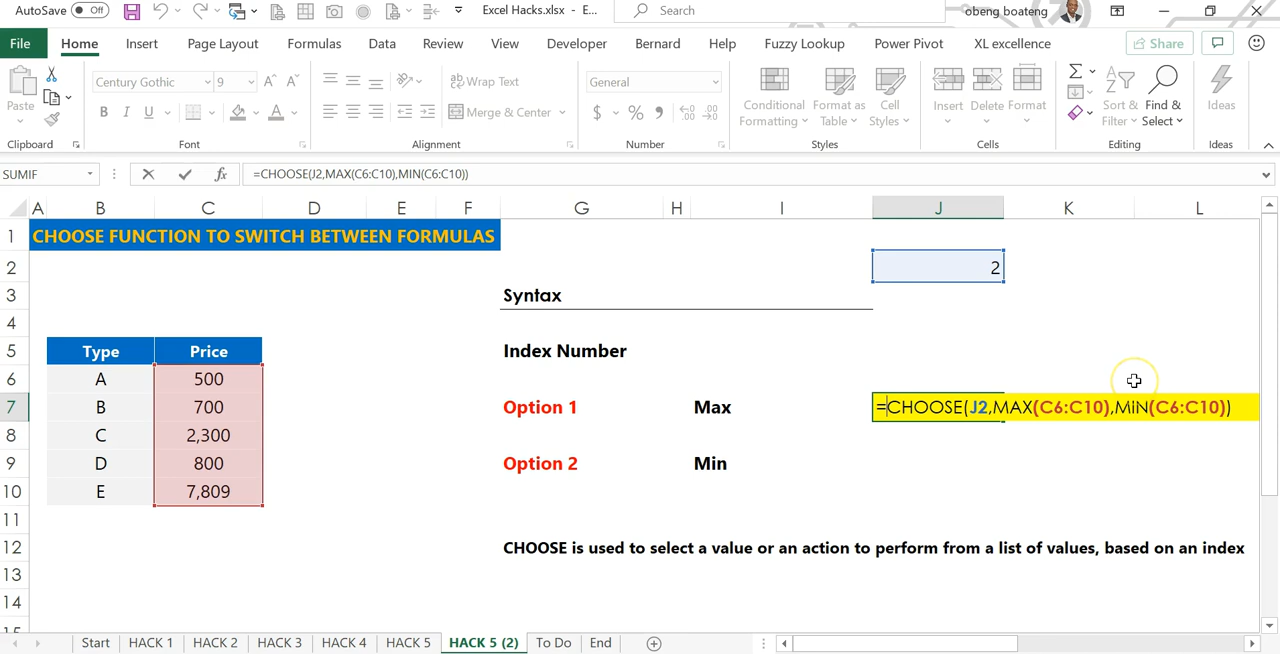 AutoSave Off Excel Hacks.xlsx - E... Search obeng boateng
File Home Insert Page Layout Formulas Data Review View Developer Bernard Help Fuzzy Lookup Power Pivot XL excellence Share
Paste Century Gothic 9 A A Wrap Text General Conditional Formatting Format as Table Cell Styles Insert Delete Format Sort & Filter Find & Select Ideas
B I U A Merge & Center $ % ,
Clipboard Font Alignment Number Styles Cells Editing Ideas
SUMIF fx =CHOOSE(J2,MAX(C6:C10),MIN(C6:C10))
A B C D E F G H I J K L
1 CHOOSE FUNCTION TO SWITCH BETWEEN FORMULAS
2 2
3 Syntax
4
5 Type Price Index Number
6 A 500
7 B 700 Option 1 Max =CHOOSE(J2,MAX(C6:C10),MIN(C6:C10))
8 C 2,300
9 D 800 Option 2 Min
10 E 7,809
11
12 CHOOSE is used to select a value or an action to perform from a list of values, based on an index
13
14
15
Start HACK 1 HACK 2 HACK 3 HACK 4 HACK 5 HACK 5 (2) To Do End